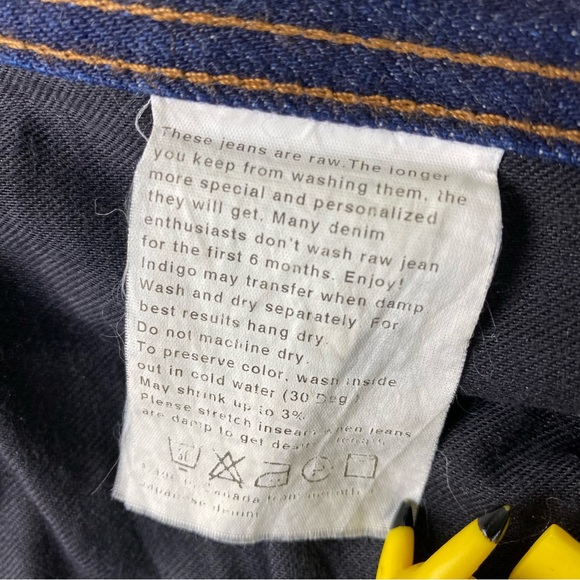 These jeans are raw.The longer
you keep from washing them, the
more special and personalized
they will get. Many denim
enthusiasts don't wash raw jean
for the first 6 months. Enjoy!
Indigo may transfer when damp
Wash and dry separately For
best results hang dry.
Do not machine dry.
To preserve color, wash inside
out in cold water (30 Deg)
May shrink up to 3%
Please stretch inseam when jeans
are damp to get
30
Japanese denim